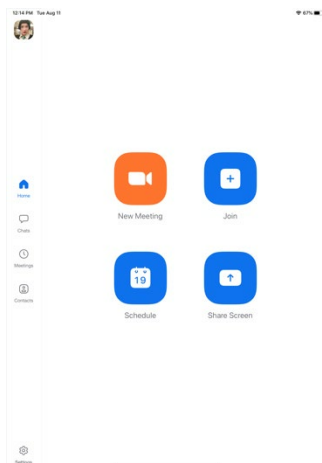 12:14 PM Tue Aug 11
67%
Home
Chats
Meetings
Contacts
Settings
New Meeting
Join
19
Schedule
Share Screen